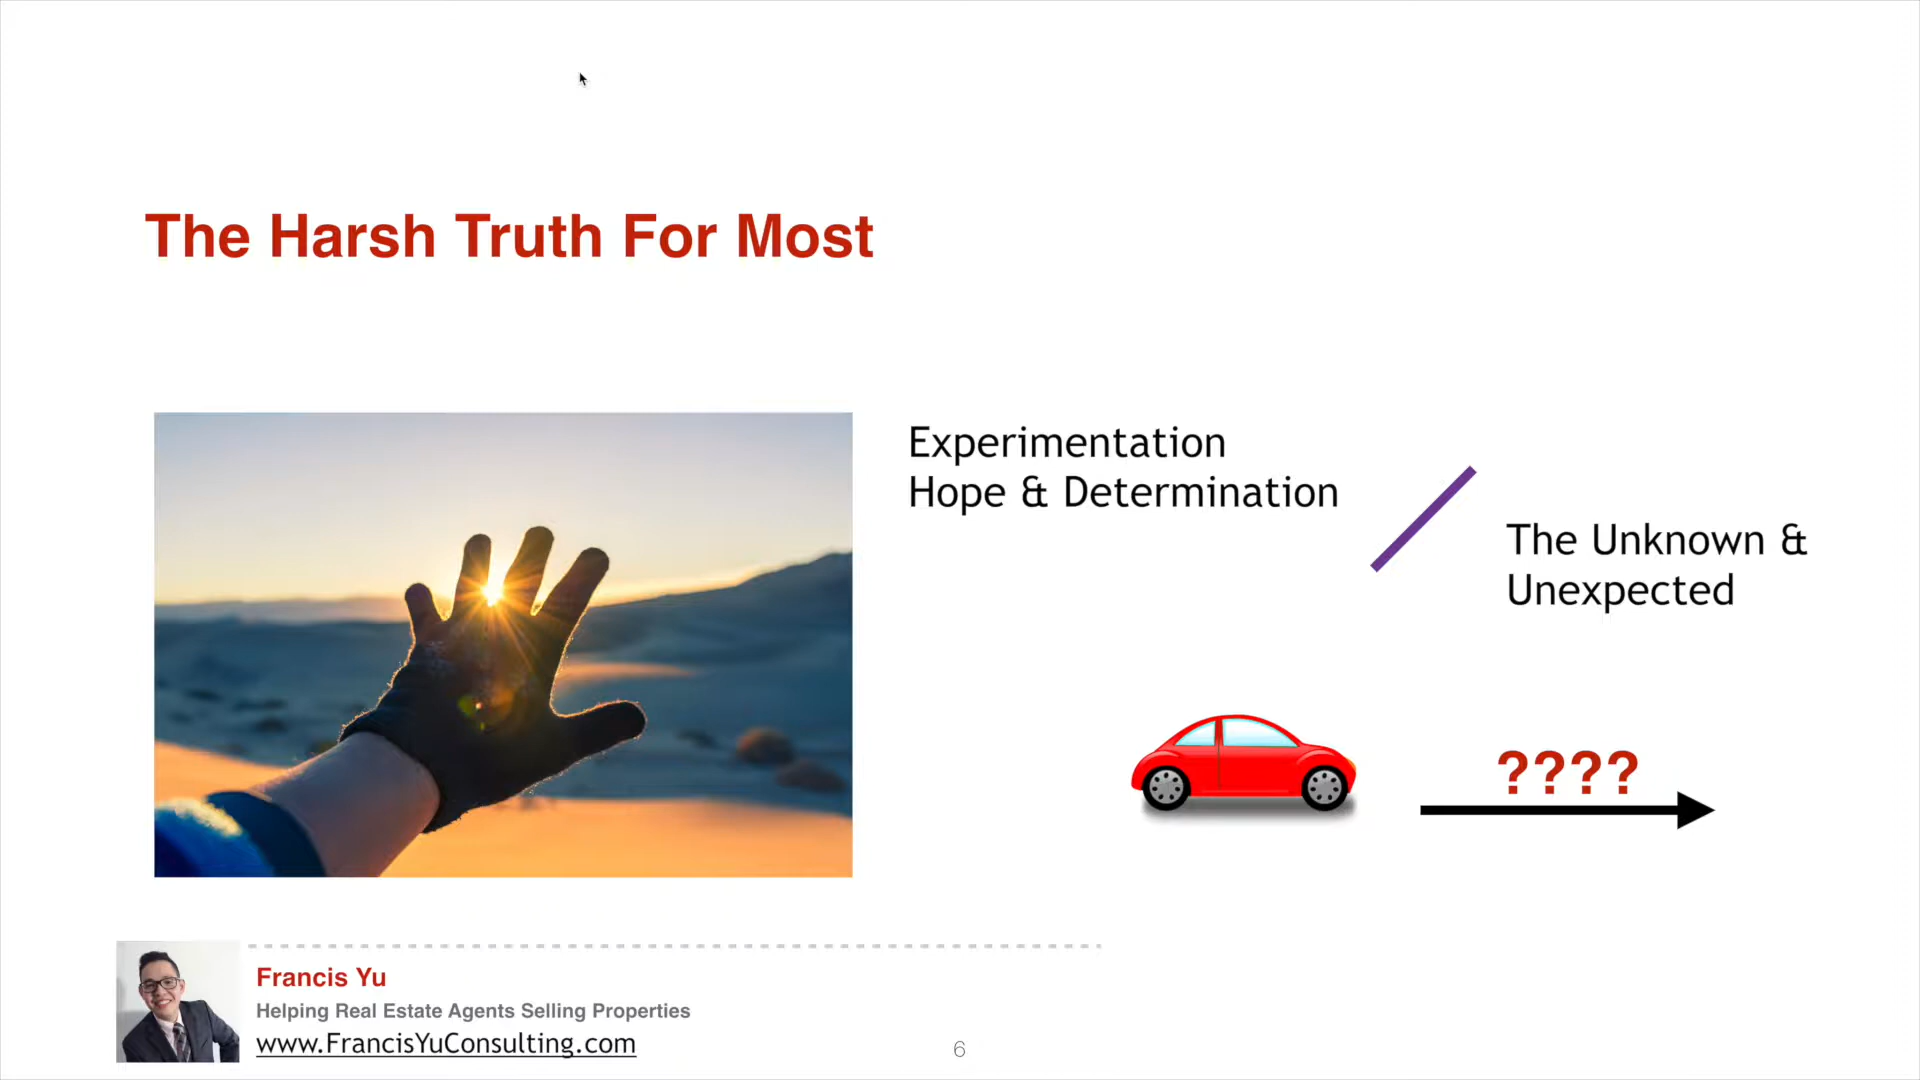 The Harsh Truth For Most
Experimentation
Hope & Determination
The Unknown &
Unexpected
????
Francis Yu
Helping Real Estate Agents Selling Properties
www.FrancisYuConsulting.com
6